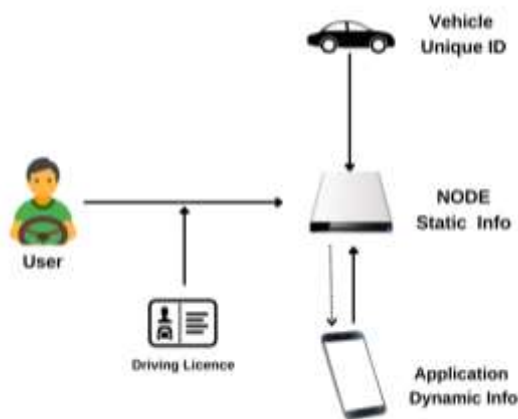 Vehicle
Unique ID
NODE
Static Info
User
Driving Licence
Application
Dynamic Info